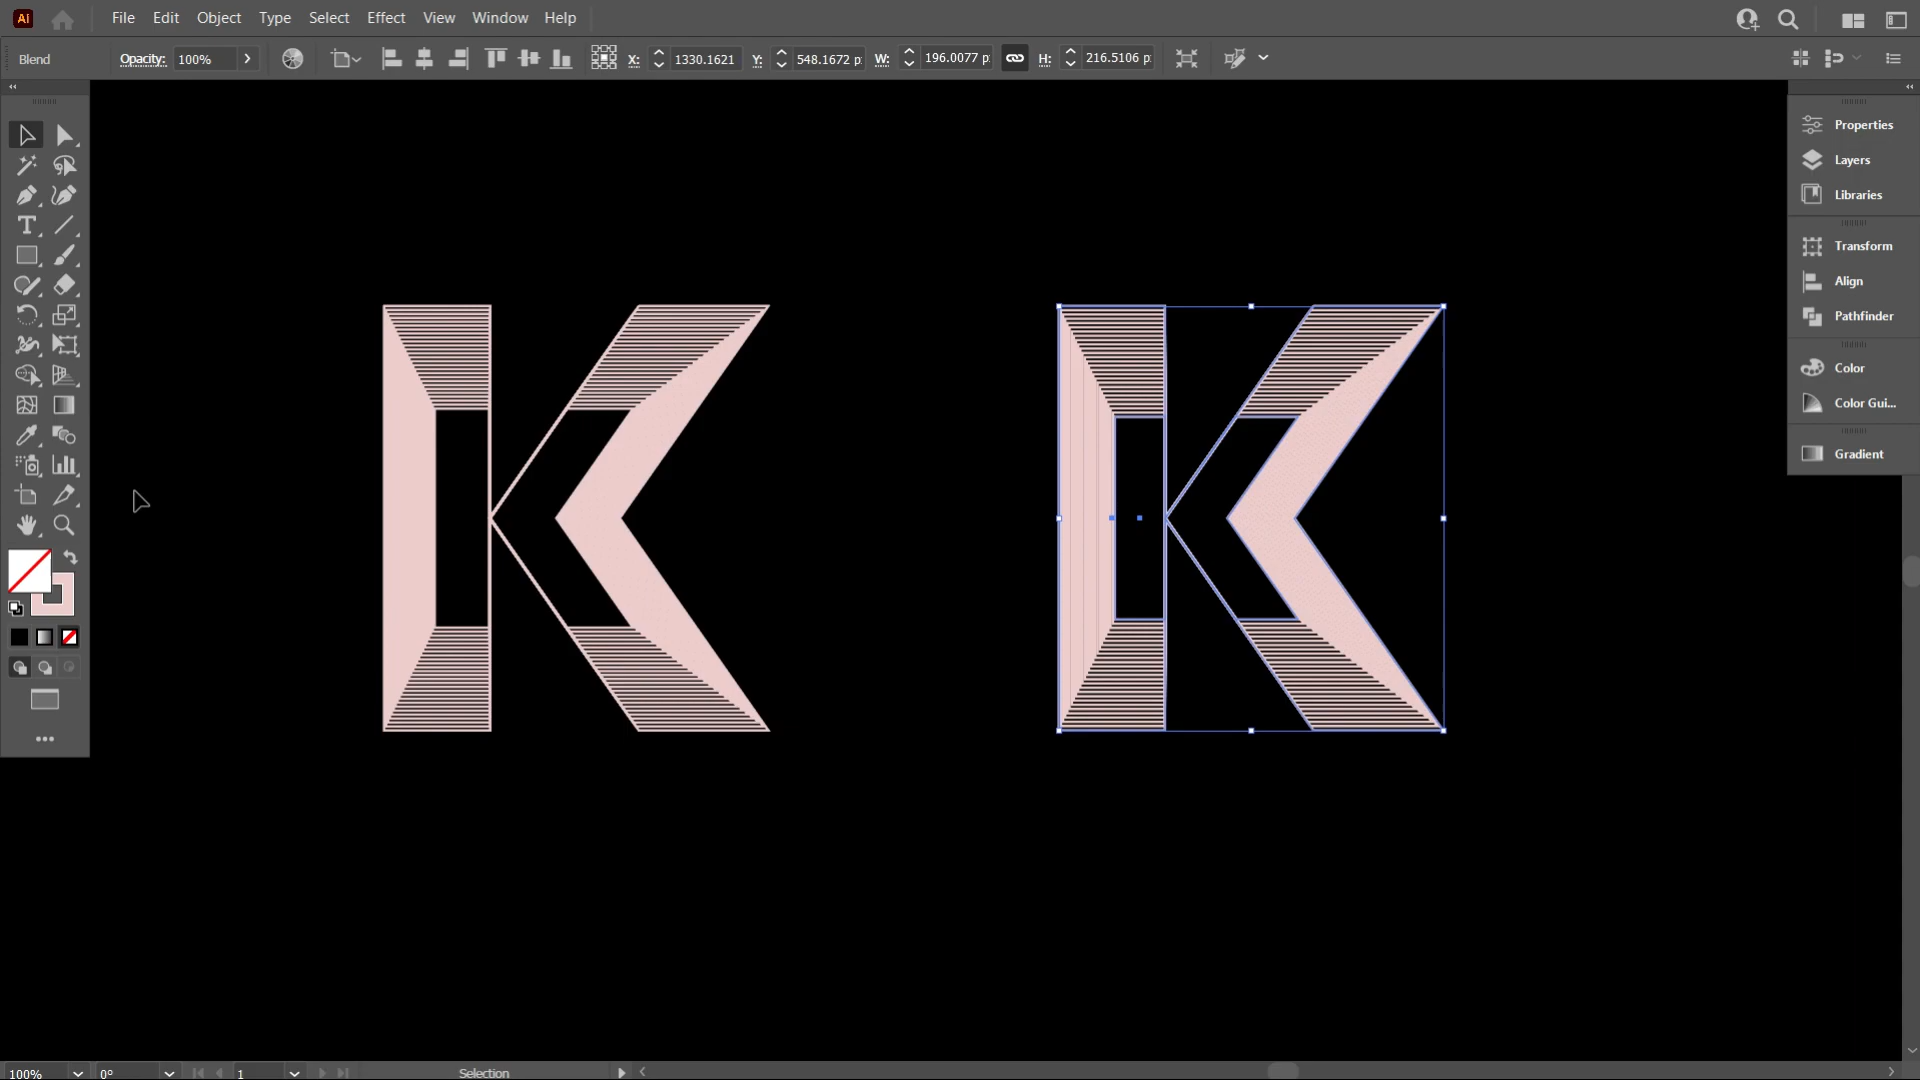 Ai File Edit Object Type Select Effect View Window Help
Blend Opacity: 100% X: 1330.1621 Y: 548.1672 p W: 196.0077 p H: 216.5106 p
Properties
Layers
Libraries
Transform
Align
Pathfinder
Color
Color Gui...
Gradient
T
K K
100% 0° 1 Selection